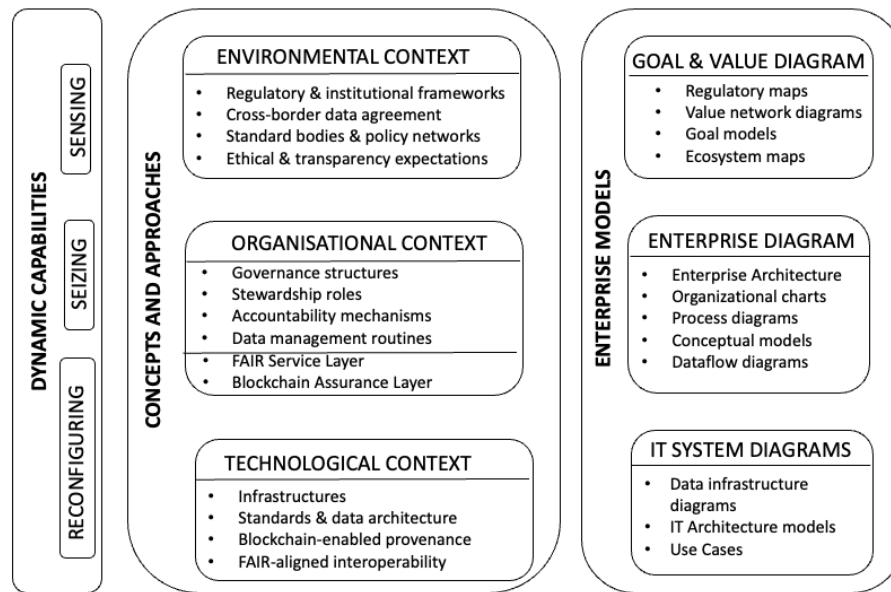 DYNAMIC CAPABILITIES
SENSING
SEIZING
RECONFIGURING
CONCEPTS AND APPROACHES
ENVIRONMENTAL CONTEXT
• Regulatory & institutional frameworks
• Cross-border data agreement
• Standard bodies & policy networks
• Ethical & transparency expectations
ORGANISATIONAL CONTEXT
• Governance structures
• Stewardship roles
• Accountability mechanisms
• Data management routines
• FAIR Service Layer
• Blockchain Assurance Layer
TECHNOLOGICAL CONTEXT
• Infrastructures
• Standards & data architecture
• Blockchain-enabled provenance
• FAIR-aligned interoperability
ENTERPRISE MODELS
GOAL & VALUE DIAGRAM
• Regulatory maps
• Value network diagrams
• Goal models
• Ecosystem maps
ENTERPRISE DIAGRAM
• Enterprise Architecture
• Organizational charts
• Process diagrams
• Conceptual models
• Dataflow diagrams
IT SYSTEM DIAGRAMS
• Data infrastructure
diagrams
• IT Architecture models
• Use Cases